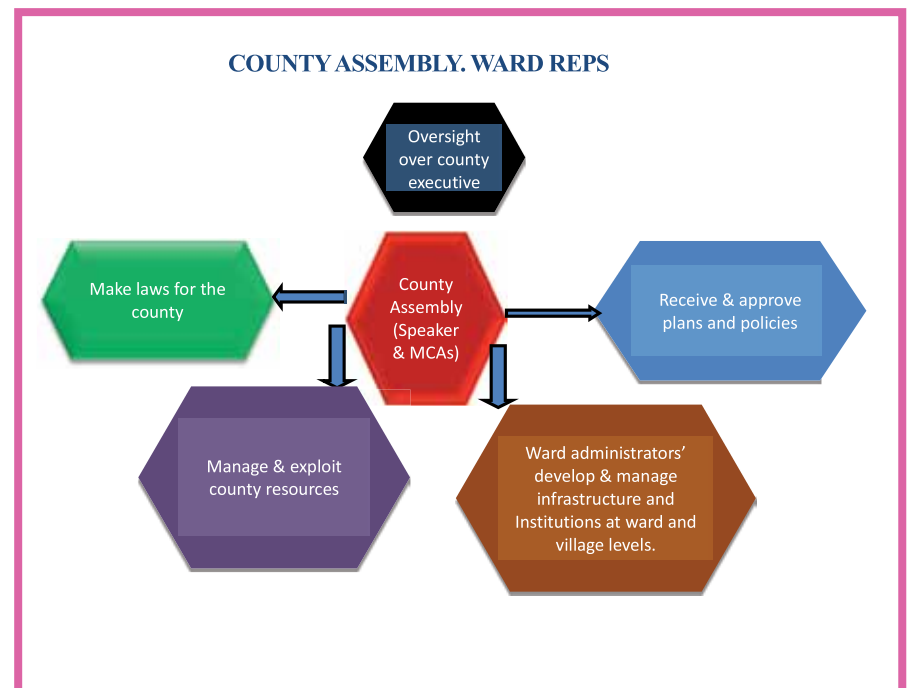 COUNTY ASSEMBLY. WARD REPS
Oversight
over county
executive
Make laws for the
county
County
Assembly
(Speaker
& MCAs)
Receive & approve
plans and policies
Manage & exploit
county resources
Ward administrators’
develop & manage
infrastructure and
Institutions at ward and
village levels.